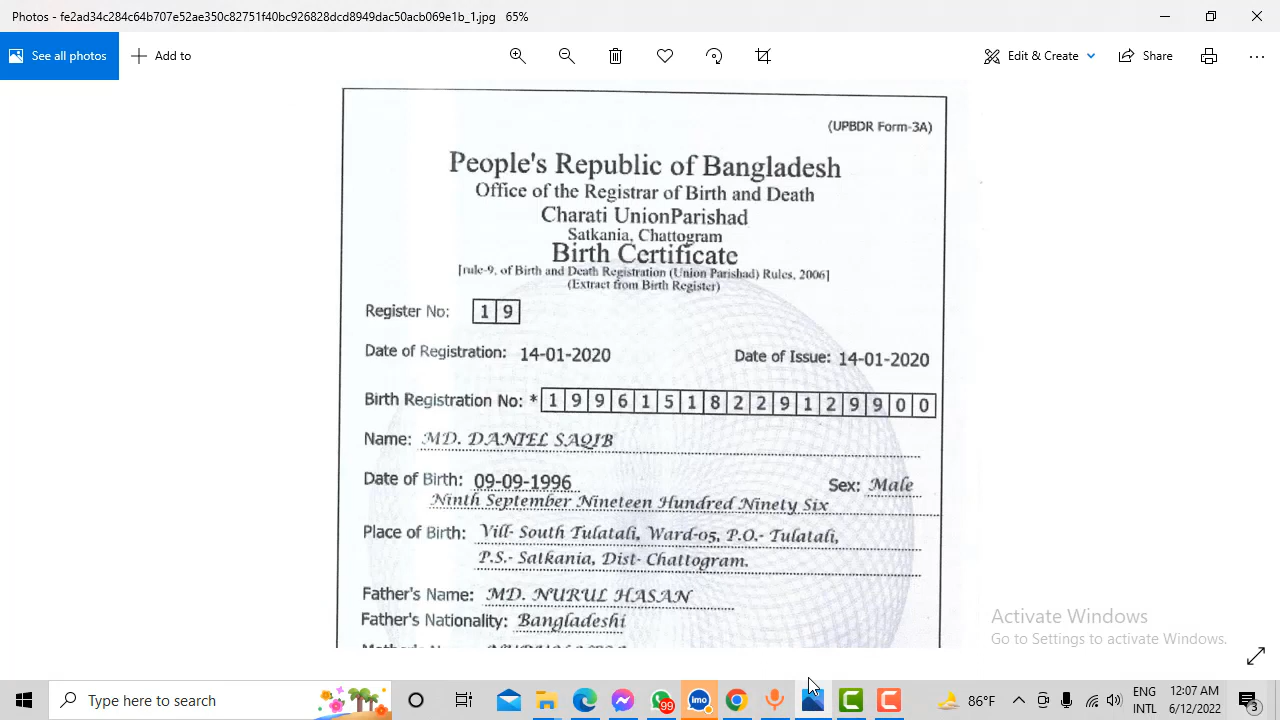 Photos - f2ad34c28c64b707e52ae350c82751f40bc926828dcd8949dac50acb069e1b_1.jpg   65%
See all photos
Add to
Edit & Create
Share
(UPBDR Form-3A)
People's Republic of Bangladesh
Office of the Registrar of Birth and Death
Charati UnionParishad
Satkania, Chattogram
Birth Certificate
[rule-9, of Birth and Death Registration (Union Parishad) Rules, 2006]
(Extract from Birth Register)
Register No: 1 9
Date of Registration: 14-01-2020 Date of Issue: 14-01-2020
Birth Registration No: * 1 9 9 6 1 5 1 8 2 2 9 1 2 9 9 0 0
Name: MD. DANIEL SAQIB
Date of Birth: 09-09-1996 Sex: Male
Ninth September Nineteen Hundred Ninety Six
Place of Birth: Vill- South Tulatali, Ward-05, P.O.- Tulatali,
P.S.- Satkania, Dist- Chattogram.
Father's Name: MD. NURUL HASAN
Father's Nationality: Bangladeshi
Activate Windows
Go to Settings to activate Windows.
Type here to search
99
imo
86°F
ENG
INTL
12:07 AM
6/12/2022
3